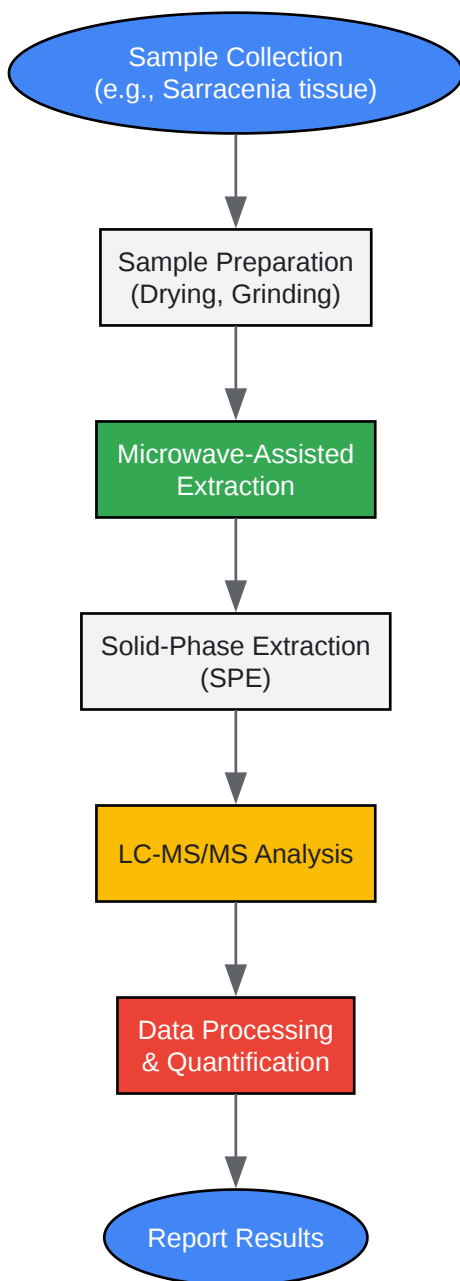 Sample Collection
(e.g., Sarracenia tissue)
Sample Preparation
(Drying, Grinding)
Microwave-Assisted
Extraction
Solid-Phase Extraction
(SPE)
LC-MS/MS Analysis
Data Processing
& Quantification
Report Results